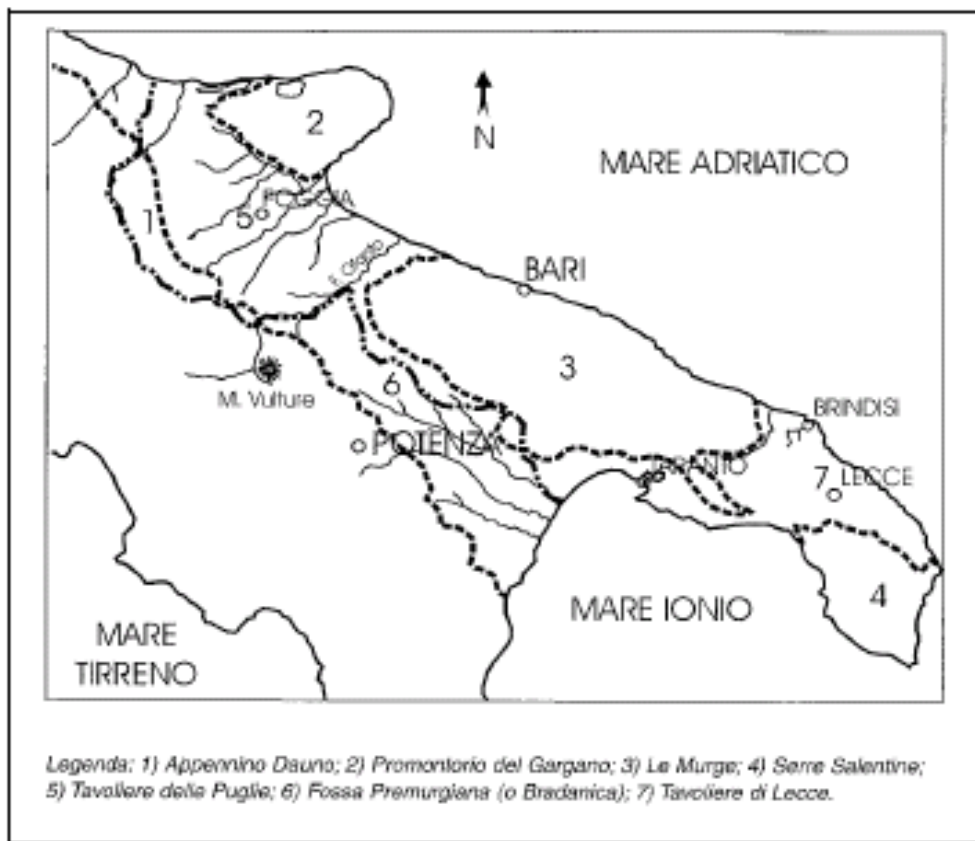 2
N
MARE ADRIATICO
1
5 FOGGIA
F. Ofanto
BARI
3
6
M. Vulture
POTENZA
BRINDISI
TARANTO
7 LECCE
4
MARE IONIO
MARE
TIRRENO
Legenda: 1) Appennino Dauno; 2) Promontorio del Gargano; 3) Le Murge; 4) Serre Salentine;
5) Tavoliere delle Puglie; 6) Fossa Premurgiana (o Bradanica); 7) Tavoliere di Lecce.